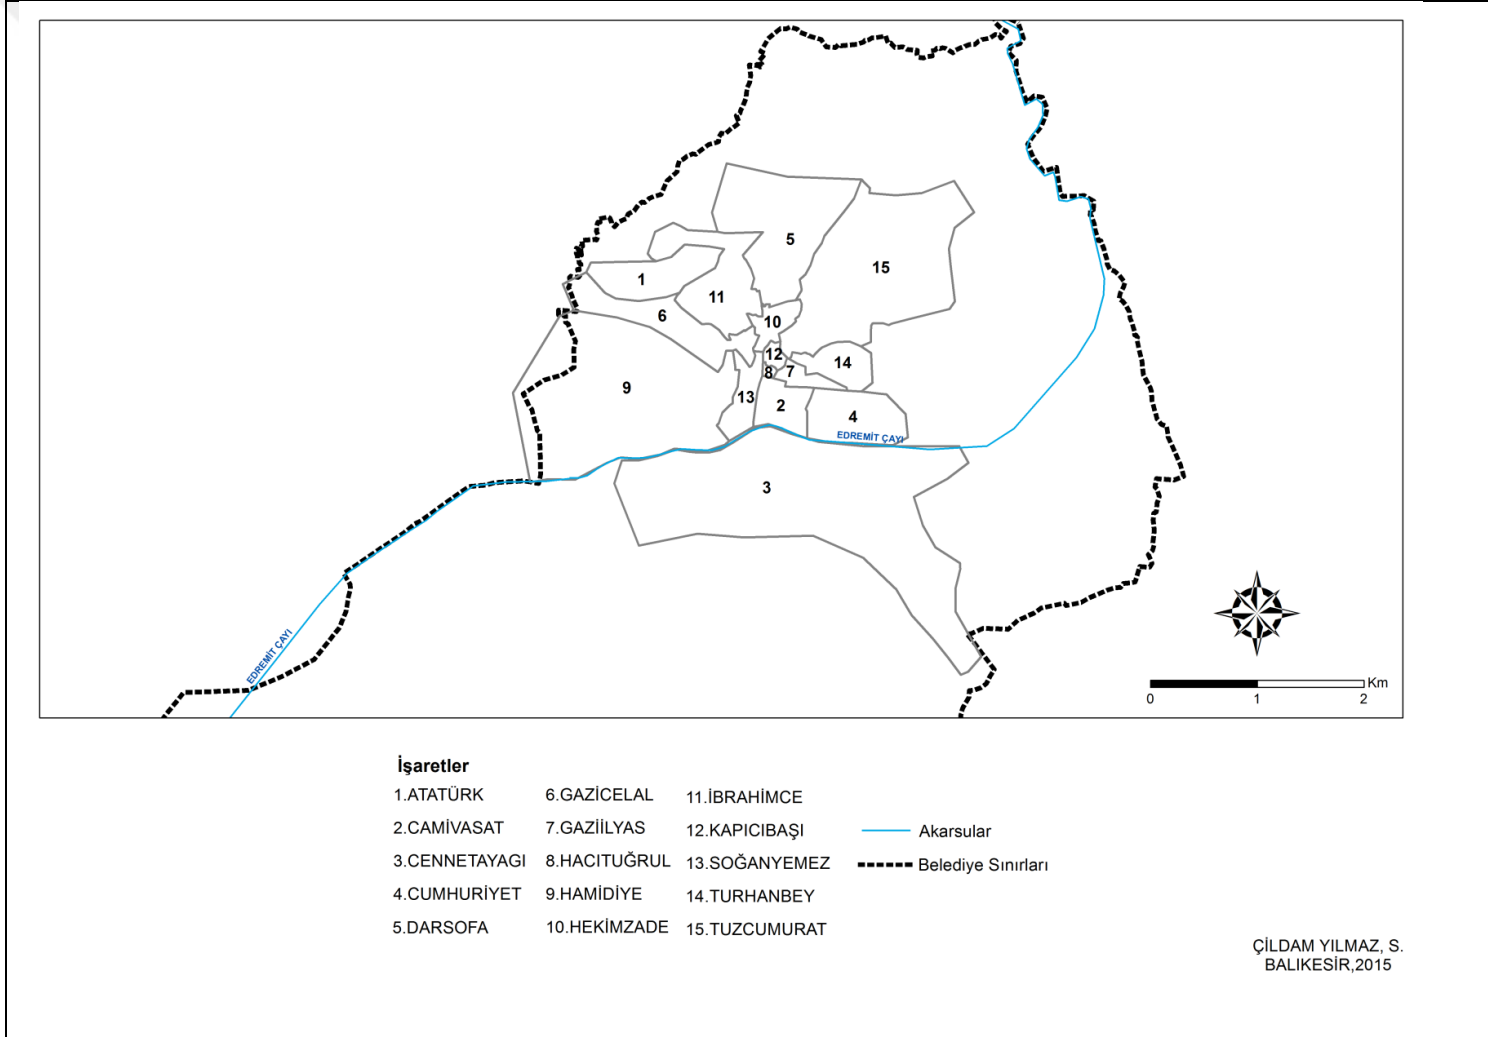 5
15
1
11
6
10
12
14
8
7
9
13
2
4
EDREMİT ÇAYI
3
EDREMİT ÇAYI
Km
0 1 2
İşaretler
1.ATATÜRK 6.GAZİCELAL 11.İBRAHİMCE
2.CAMİVASAT 7.GAZİİLYAS 12.KAPICIBAŞI Akarsular
3.CENNETAYAGI 8.HACITUĞRUL 13.SOĞANYEMEZ Belediye Sınırları
4.CUMHURİYET 9.HAMİDİYE 14.TURHANBEY
5.DARSOFA 10.HEKİMZADE 15.TUZCUMURAT
ÇİLDAM YILMAZ, S.
BALIKESİR,2015